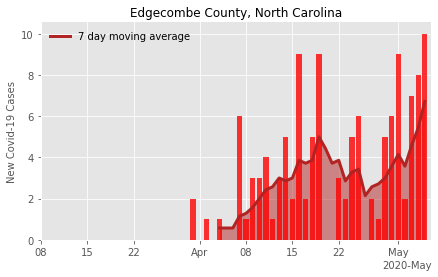 Edgecombe County, North Carolina
7 day moving average
New Covid-19 Cases
10
8
6
4
2
0
08 15 22 Apr 08 15 22 May
2020-May